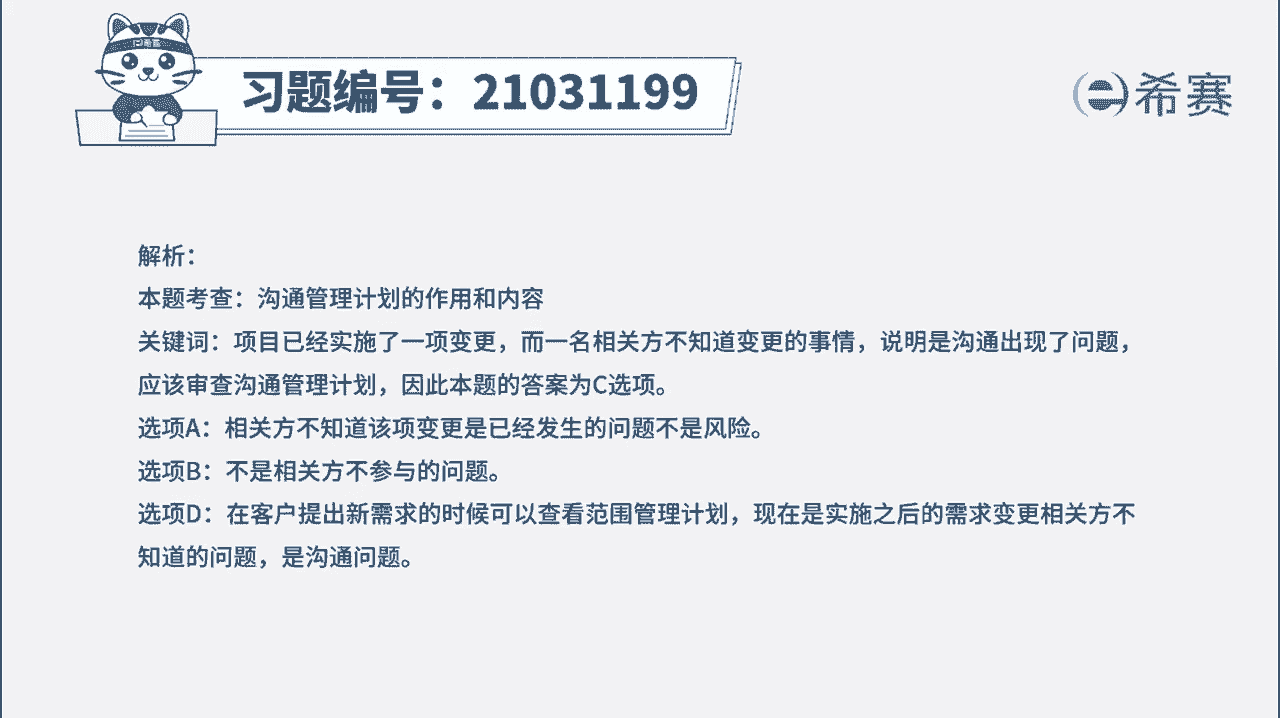 习题编号：21031199
希赛
解析：
本题考查：沟通管理计划的作用和内容
关键词：项目已经实施了一项变更，而一名相关方不知道变更的事情，说明是沟通出现了问题，
应该审查沟通管理计划，因此本题的答案为C选项。
选项A：相关方不知道该项变更是已经发生的问题不是风险。
选项B：不是相关方不参与的问题。
选项D：在客户提出新需求的时候可以查看范围管理计划，现在是实施之后的需求变更相关方不
知道的问题，是沟通问题。